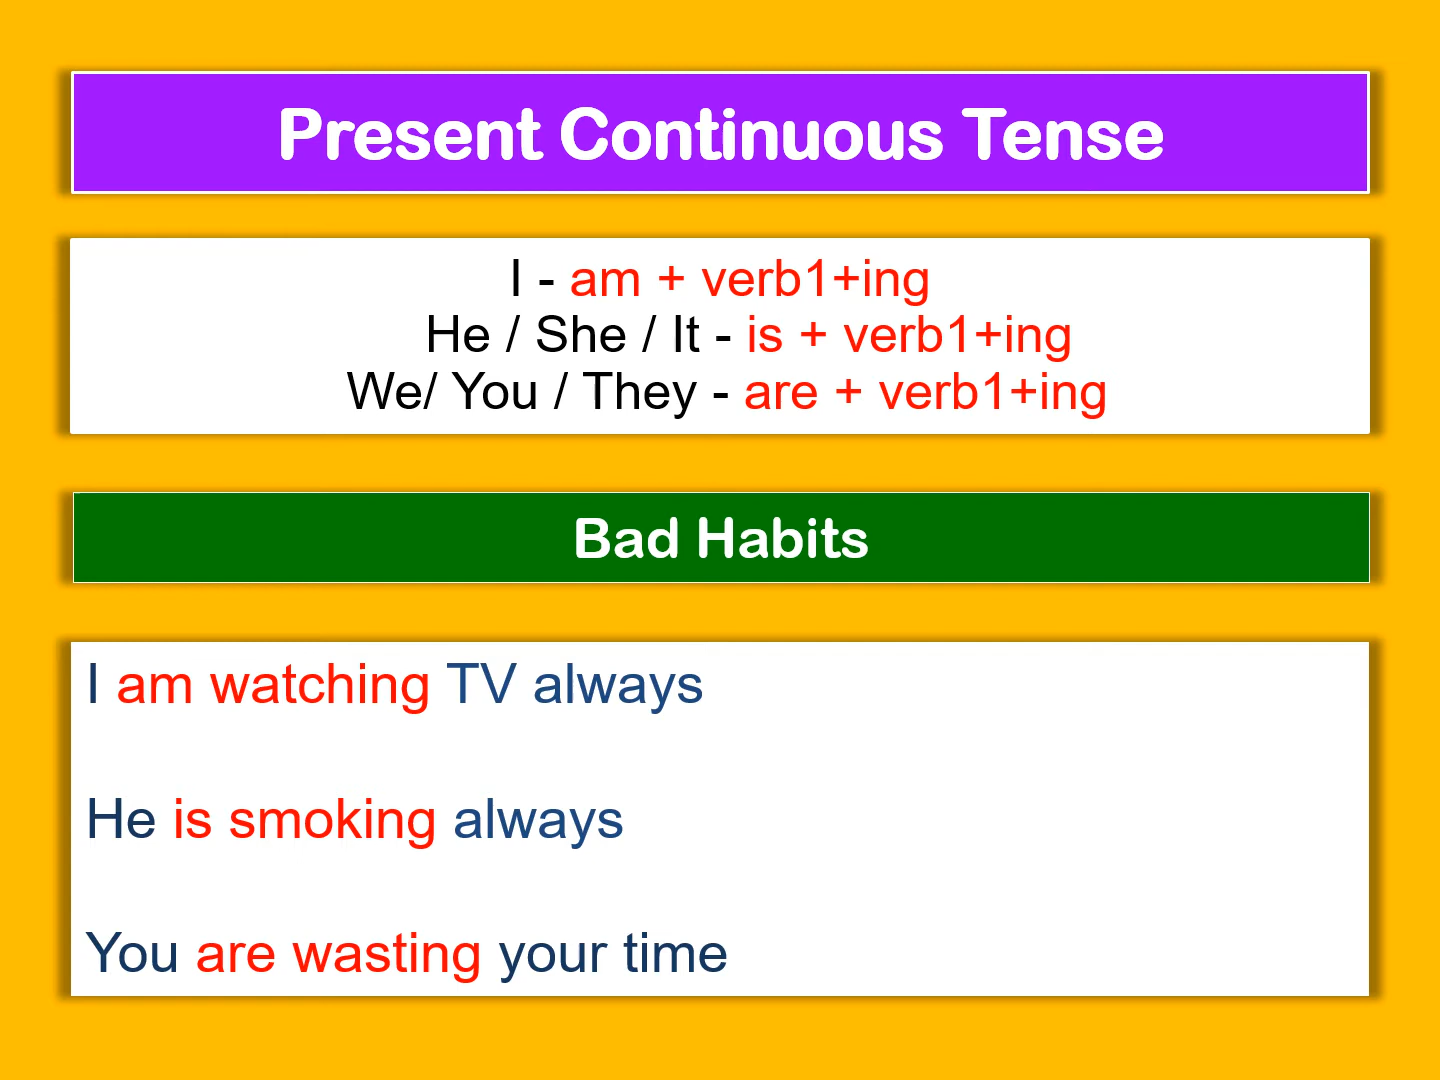 Present Continuous Tense
I - am + verb1+ing
He / She / It - is + verb1+ing
We/ You / They - are + verb1+ing
Bad Habits
I am watching TV always
He is smoking always
You are wasting your time